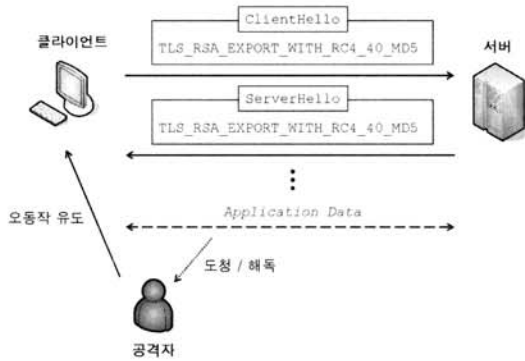 ClientHello
클라이언트
TLS_RSA_EXPORT_WITH_RC4_40_MD5
서버
ServerHello
TLS_RSA_EXPORT_WITH_RC4_40_MD5
오동작 유도
Application Data
도청 / 해독
공격자